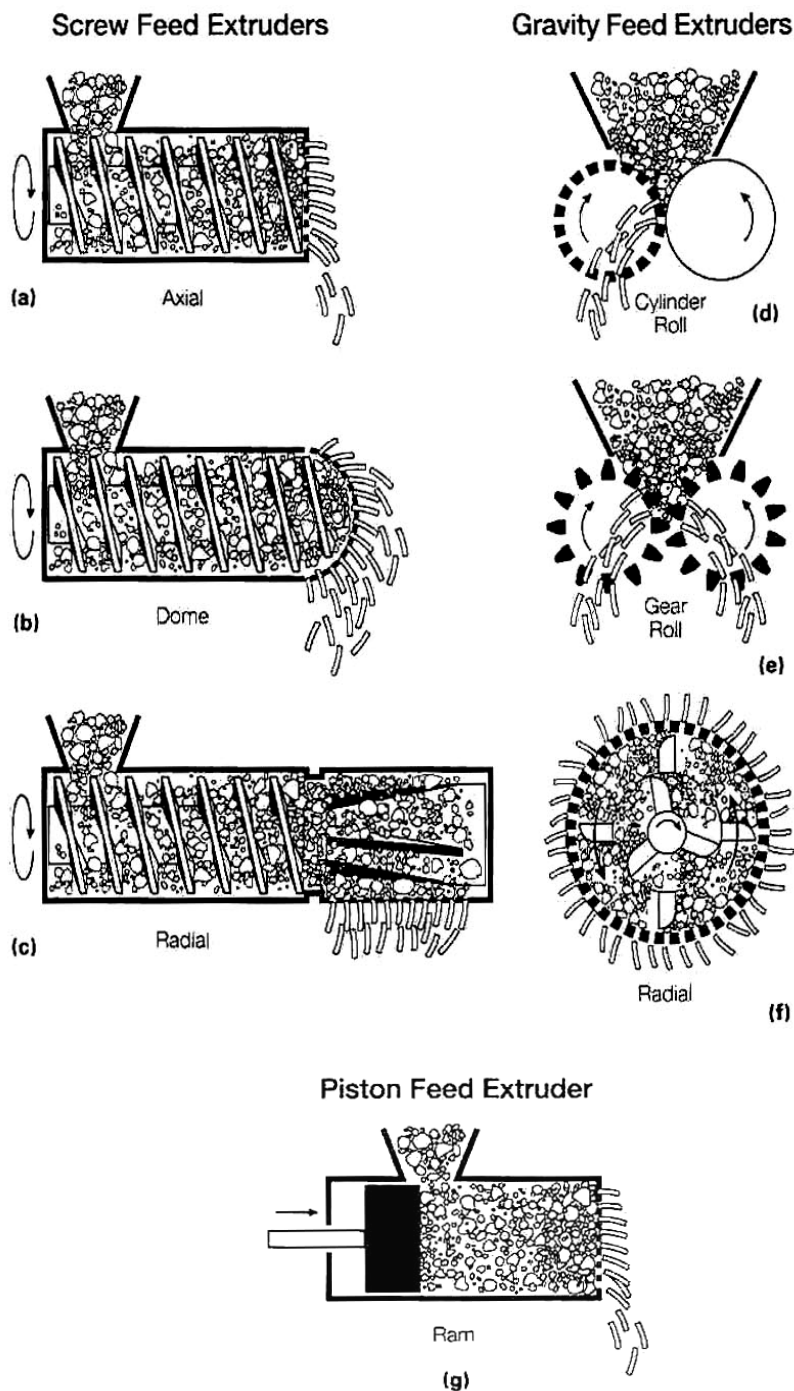 Screw Feed Extruders
Gravity Feed Extruders
(a)
Axial
Cylinder
Roll
(d)
(b)
Dome
Gear
Roll
(e)
(c)
Radial
Radial
(f)
Piston Feed Extruder
Ram
(g)